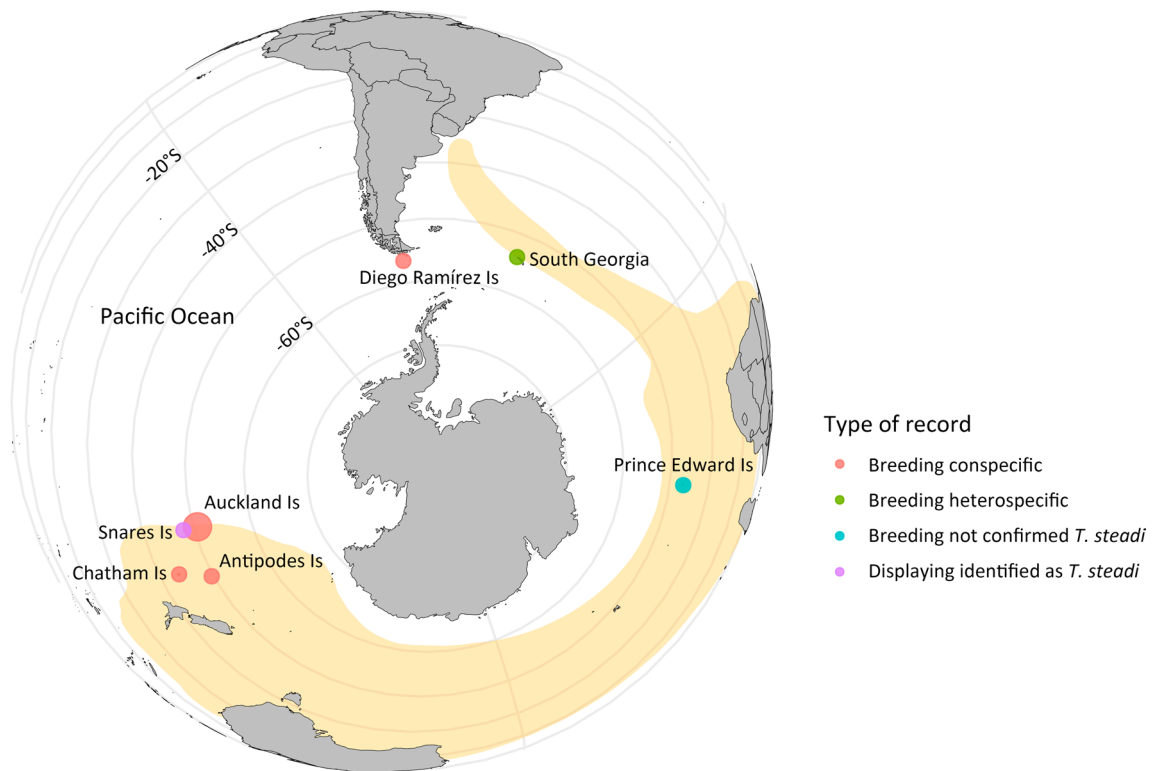 -20°S
-40°S
South Georgia
Diego Ramírez Is
Pacific Ocean
-60°S
Type of record
Prince Edward Is
Breeding conspecific
Auckland Is
Breeding heterospecific
Snares Is
Breeding not confirmed T. steadi
Antipodes Is
Chatham Is
Displaying identified as T. steadi